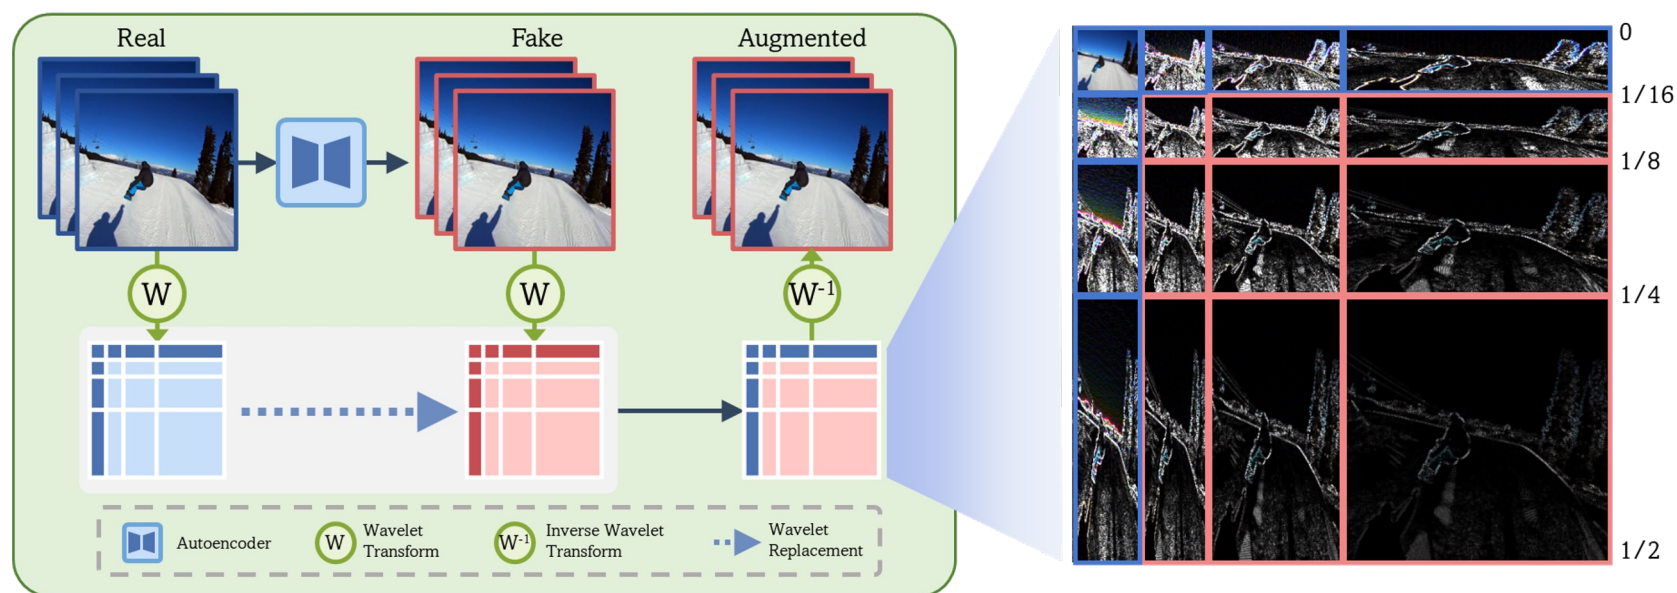 Real
Fake
Augmented
W
W
W-1
Autoencoder
W
Wavelet
Transform
W-1
Inverse Wavelet
Transform
Wavelet
Replacement
0
1/16
1/8
1/4
1/2